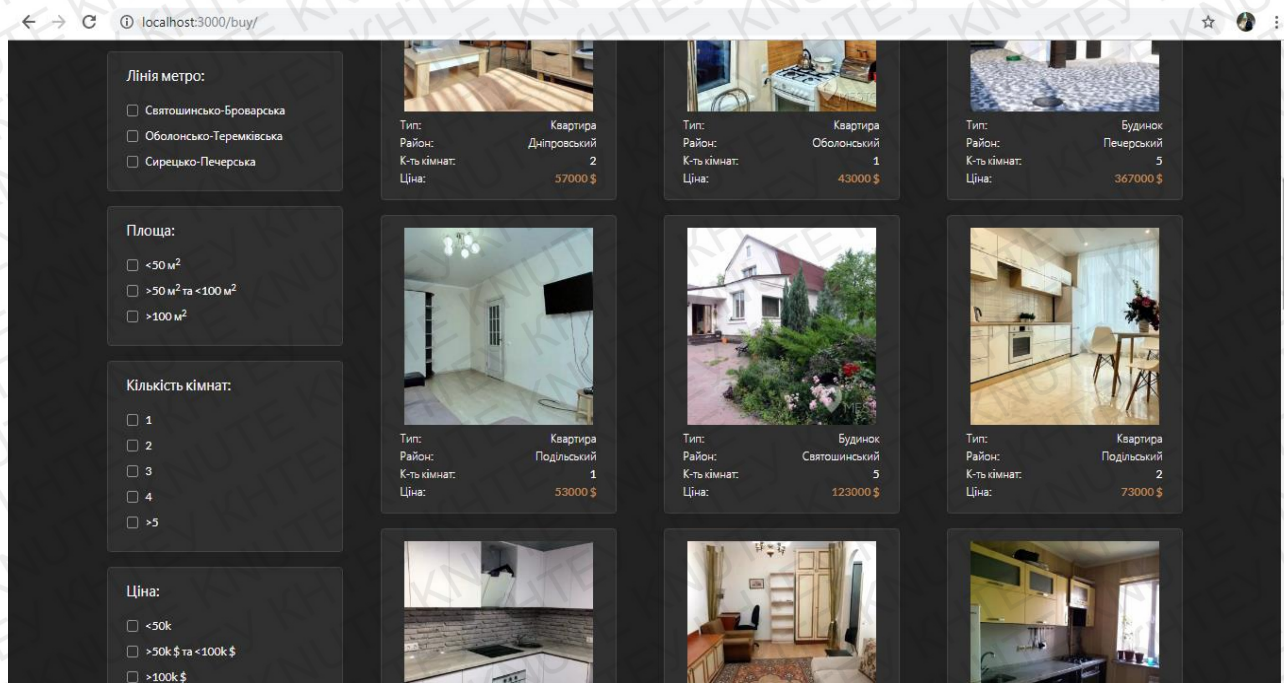 localhost:3000/buy/
Лінія метро:
Святошинсько-Броварська
Оболонсько-Теремківська
Сирецько-Печерська
Площа:
<50 м²
>50 м² та <100 м²
>100 м²
Кількість кімнат:
1
2
3
4
>5
Ціна:
<50k
>50k $ та <100k $
>100k $
Тип: Квартира
Район: Дніпровський
К-ть кімнат: 2
Ціна: 57000 $
Тип: Квартира
Район: Оболонський
К-ть кімнат: 1
Ціна: 43000 $
Тип: Будинок
Район: Печерський
К-ть кімнат: 5
Ціна: 367000 $
Тип: Квартира
Район: Подільський
К-ть кімнат: 1
Ціна: 53000 $
Тип: Будинок
Район: Святошинський
К-ть кімнат: 5
Ціна: 123000 $
Тип: Квартира
Район: Подільський
К-ть кімнат: 2
Ціна: 73000 $